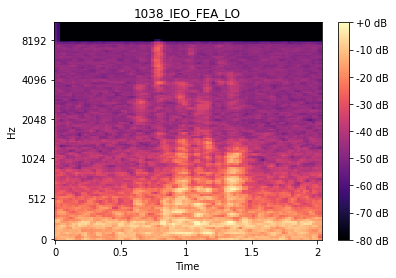 1038_IEO_FEA_LO
+0 dB
8192
-10 dB
4096
-20 dB
-30 dB
2048
Hz
-40 dB
1024
-50 dB
512
-60 dB
-70 dB
0
-80 dB
0 0.5 1 1.5 2
Time